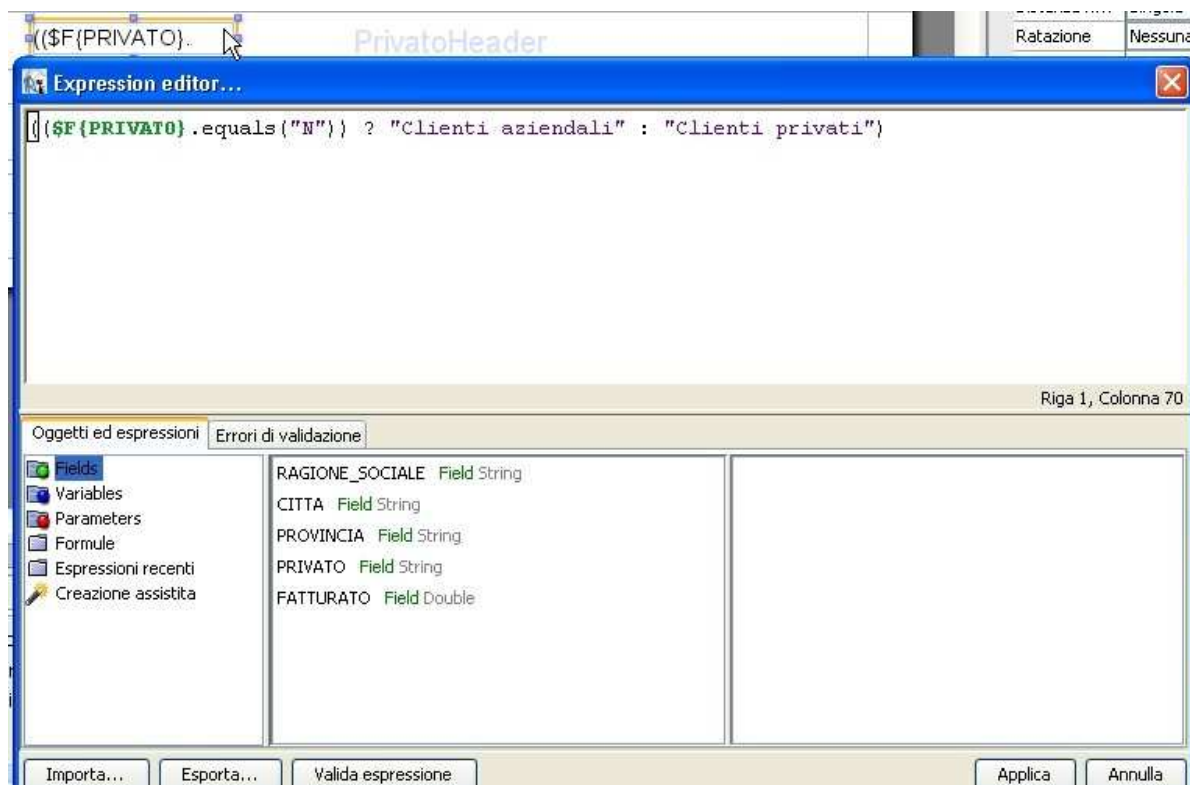 (($F{PRIVATO}.
PrivatoHeader
Ratazione Nessuna
Expression editor...
(($F{PRIVATO}.equals("N")) ? "Clienti aziendali" : "Clienti privati")
Riga 1, Colonna 70
Oggetti ed espressioni Errori di validazione
Fields
Variables
Parameters
Formule
Espressioni recenti
Creazione assistita
RAGIONE_SOCIALE Field String
CITTA Field String
PROVINCIA Field String
PRIVATO Field String
FATTURATO Field Double
Importa... Esporta... Valida espressione Applica Annulla